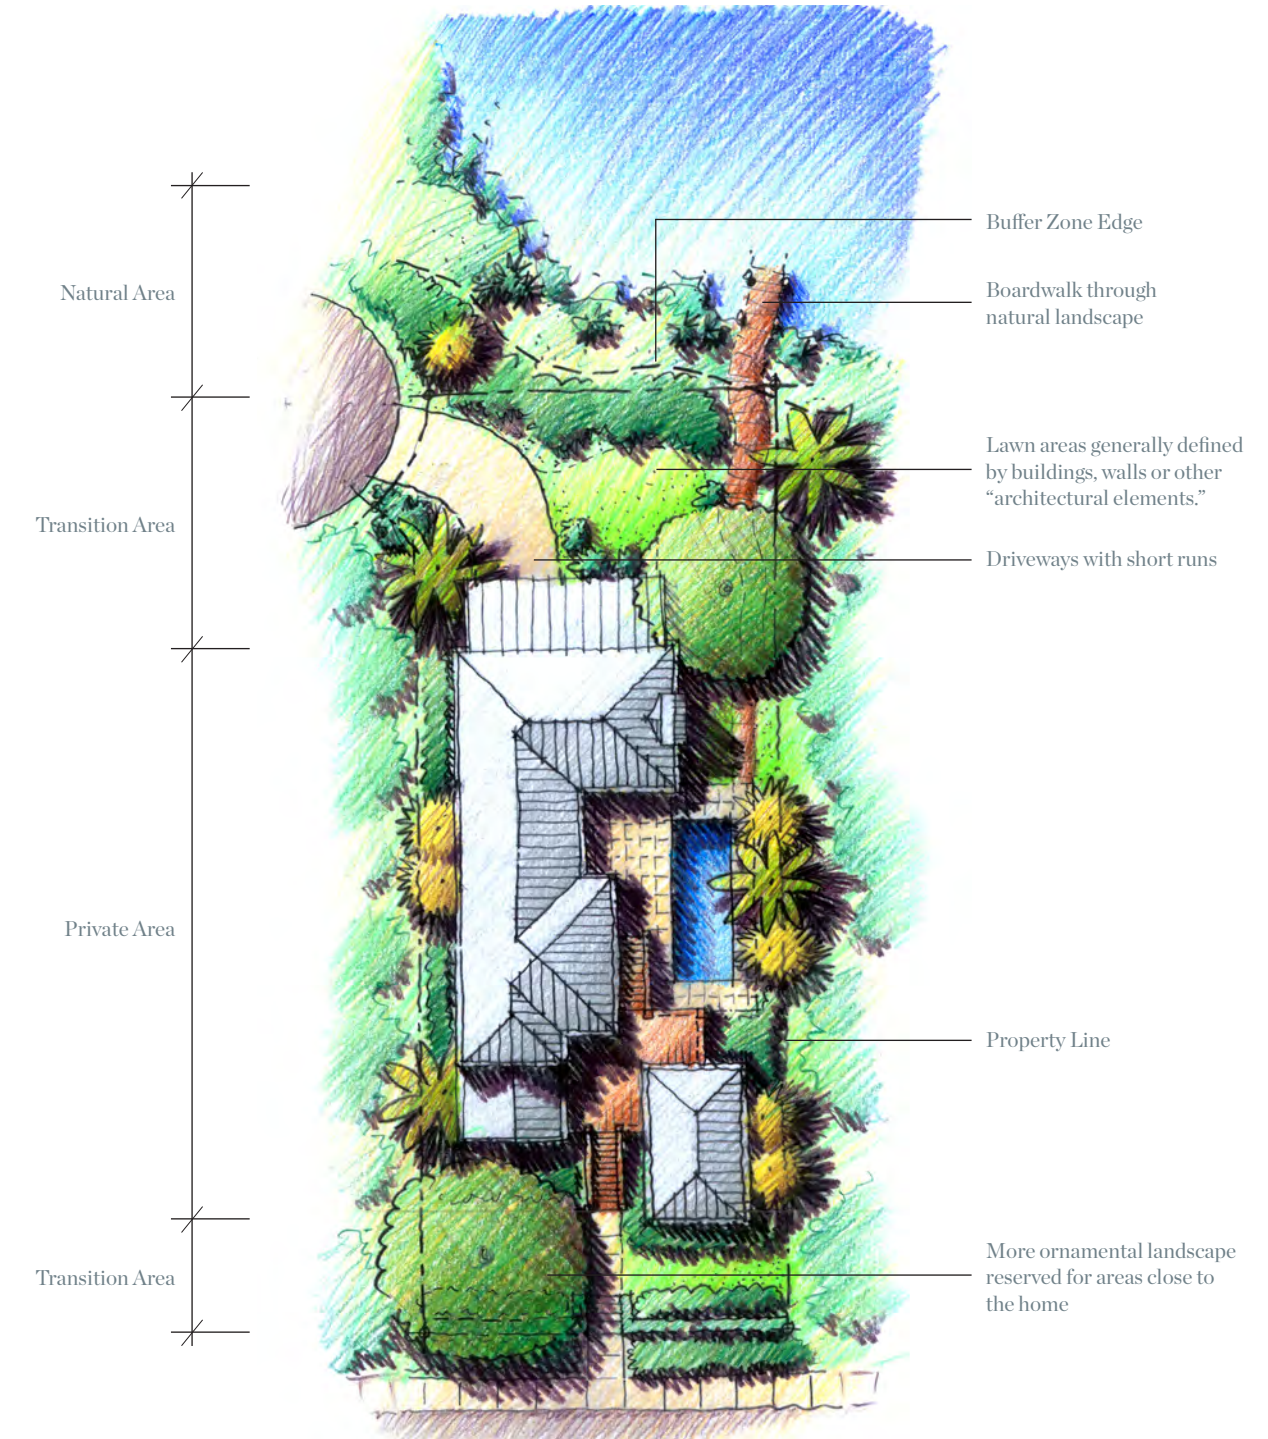 Natural Area
Transition Area
Private Area
Transition Area
Buffer Zone Edge
Boardwalk through
natural landscape
Lawn areas generally defined
by buildings, walls or other
“architectural elements.”
Driveways with short runs
Property Line
More ornamental landscape
reserved for areas close to
the home